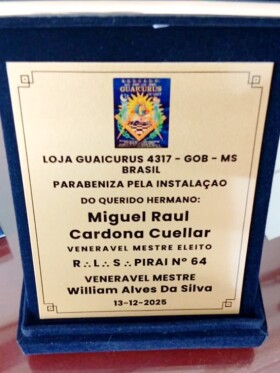 GUAICURUS
LOJA GUAICURUS 4317 - GOB - MS
BRASIL
PARABENIZA PELA INSTALAÇAO
DO QUERIDO HERMANO:
Miguel Raul
Cardona Cuellar
VENERAVEL MESTRE ELEITO
R∴L∴S∴PIRAI Nº 64
VENERAVEL MESTRE
William Alves Da Silva
13-12-2025